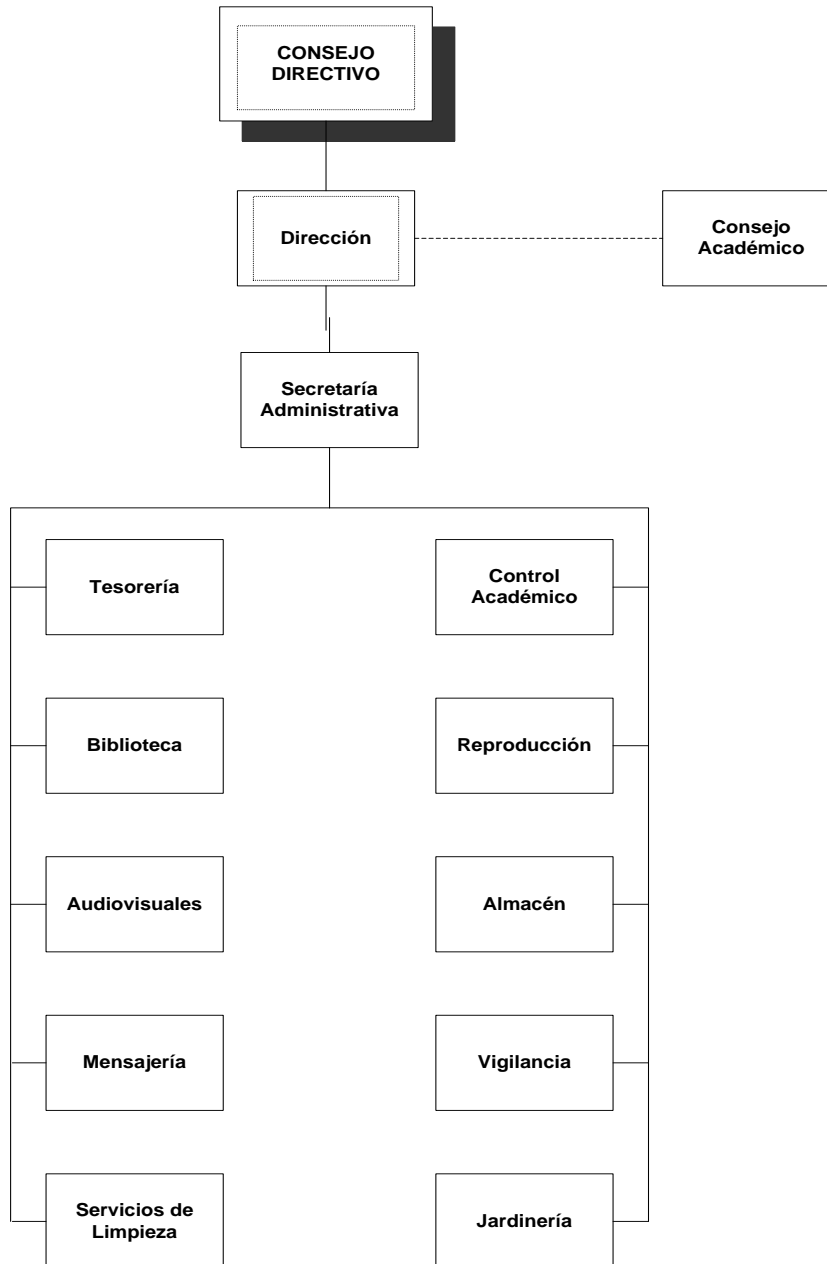 CONSEJO
DIRECTIVO
Dirección
Consejo
Académico
Secretaría
Administrativa
Tesorería
Control
Académico
Biblioteca
Reproducción
Audiovisuales
Almacén
Mensajería
Vigilancia
Servicios de
Limpieza
Jardinería